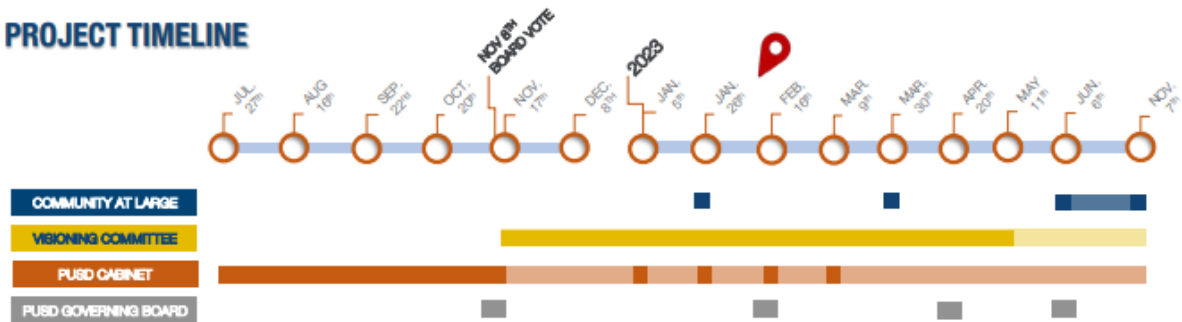 PROJECT TIMELINE
JUL. 27th
AUG 16th
SEP. 22nd
OCT. 20th
NOV 8TH
BOARD VOTE
NOV. 17th
DEC. 8TH
2023
JAN. 5th
JAN. 26th
FEB. 16th
MAR. 9th
MAR. 30th
APR. 20th
MAY 11th
JUN. 6th
NOV. 7th
COMMUNITY AT LARGE
VISIONING COMMITTEE
PUSD CABINET
PUSD GOVERNING BOARD